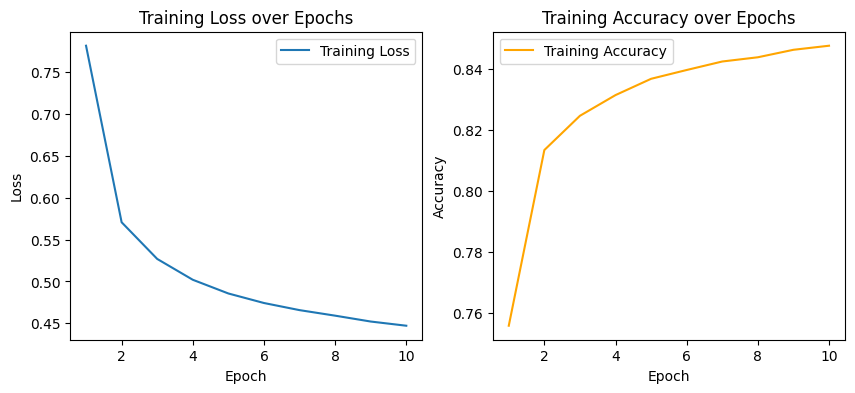 Training Loss over Epochs
Training Loss
0.75
0.70
0.65
0.60
0.55
0.50
0.45
Loss
2 4 6 8 10
Epoch
Training Accuracy over Epochs
Training Accuracy
0.84
0.82
0.80
0.78
0.76
Accuracy
2 4 6 8 10
Epoch